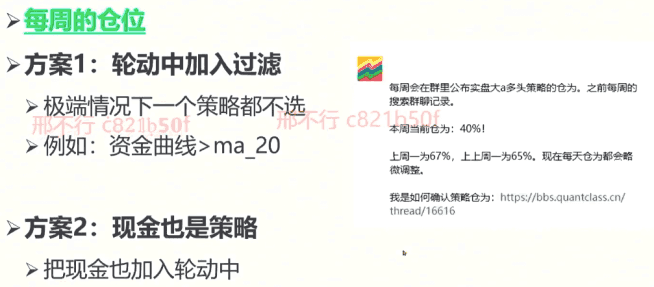 每周的仓位
方案1：轮动中加入过滤
极端情况下一个策略都不选
邢不行 c821b50f
邢不行 c821b50f
例如：资金曲线>ma_20
方案2：现金也是策略
把现金也加入轮动中
每周会在群里公布实盘大a多头策略的仓为。之前每周的
搜索群聊记录。
本周当前仓为：40%！
上周一为67%，上上周一为65%。现在每天仓为都会略
微调整。
我是如何确认策略仓为：https://bbs.quantclass.cn/
thread/16616